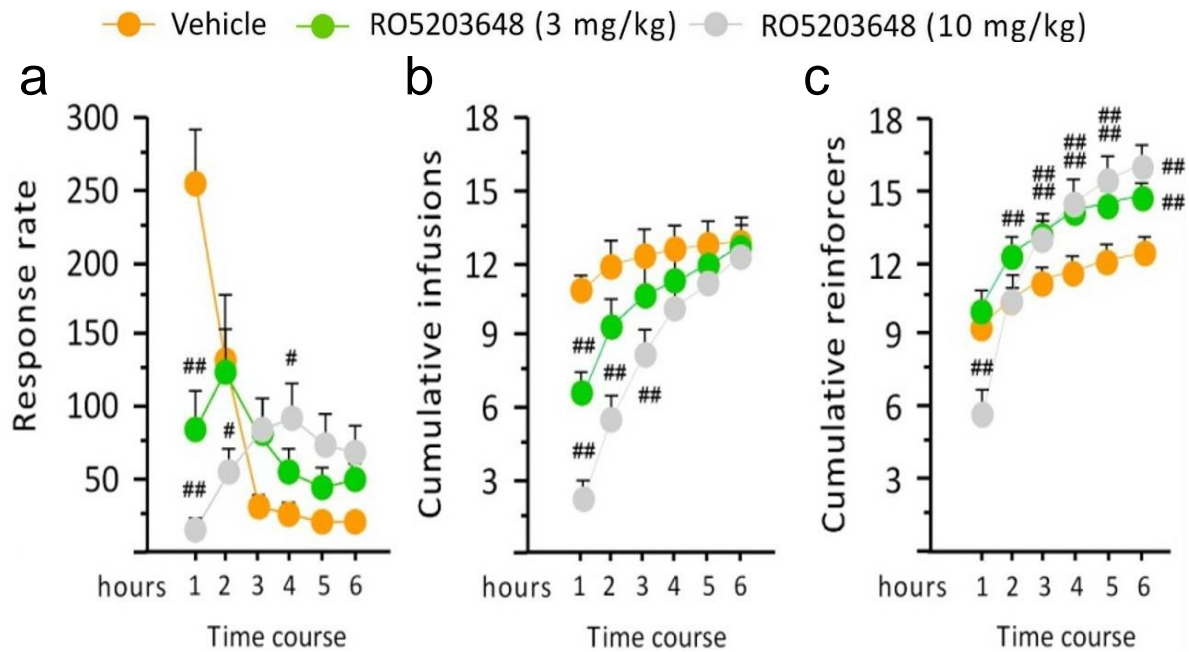 Vehicle RO5203648 (3 mg/kg) RO5203648 (10 mg/kg)
a
300
250
200
150
100
50
Response rate
##
##
#
#
hours 1 2 3 4 5 6
Time course
b
18
15
12
9
6
3
0
Cumulative infusions
##
##
##
##
hours 1 2 3 4 5 6
Time course
c
18
15
12
9
6
3
0
Cumulative reinforcers
##
##
##
##
##
##
##
##
##
##
hours 1 2 3 4 5 6
Time course